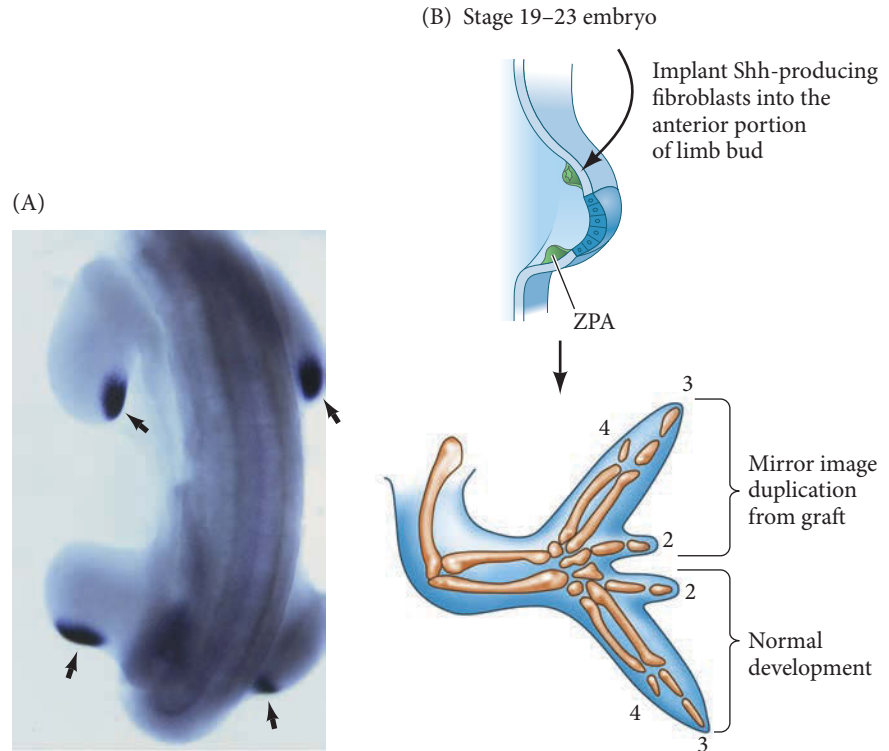 (B) Stage 19–23 embryo
Implant Shh-producing
fibroblasts into the
anterior portion
of limb bud
(A)
ZPA
3
4
Mirror image
duplication
from graft
2
2
Normal
development
4
3